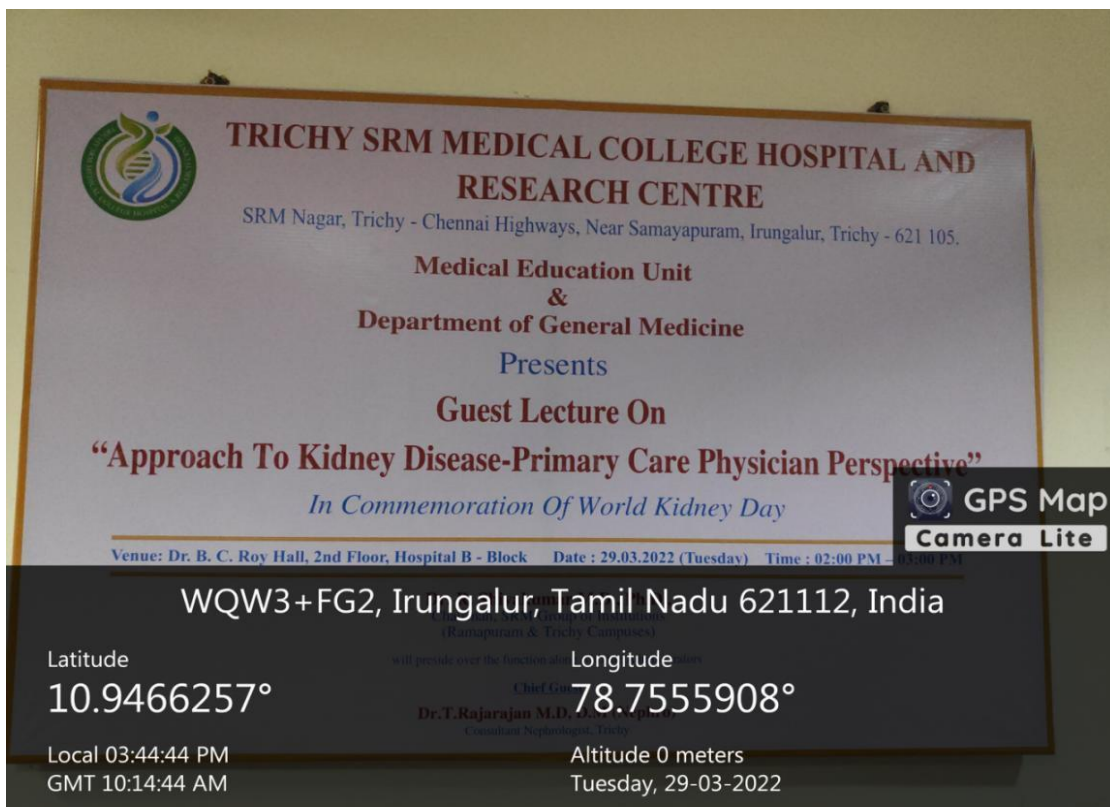 TRICHY SRM MEDICAL COLLEGE HOSPITAL AND
RESEARCH CENTRE
SRM Nagar, Trichy - Chennai Highways, Near Samayapuram, Irungalur, Trichy - 621 105.
Medical Education Unit
&
Department of General Medicine
Presents
Guest Lecture On
“Approach To Kidney Disease-Primary Care Physician Perspective”
In Commemoration Of World Kidney Day
Venue: Dr. B. C. Roy Hall, 2nd Floor, Hospital B - Block Date : 29.03.2022 (Tuesday) Time : 02:00 PM – 03:00 PM
GPS Map
Camera Lite
WQW3+FG2, Irungalur, Tamil Nadu 621112, India
(Ramapuram & Trichy Campuses)
will preside over the function
Chief
Dr.T.Rajarajan M.D, D.M (Nephro)
Consultant Nephrologist, Trichy
Latitude
10.9466257°
Longitude
78.7555908°
Local 03:44:44 PM
GMT 10:14:44 AM
Altitude 0 meters
Tuesday, 29-03-2022